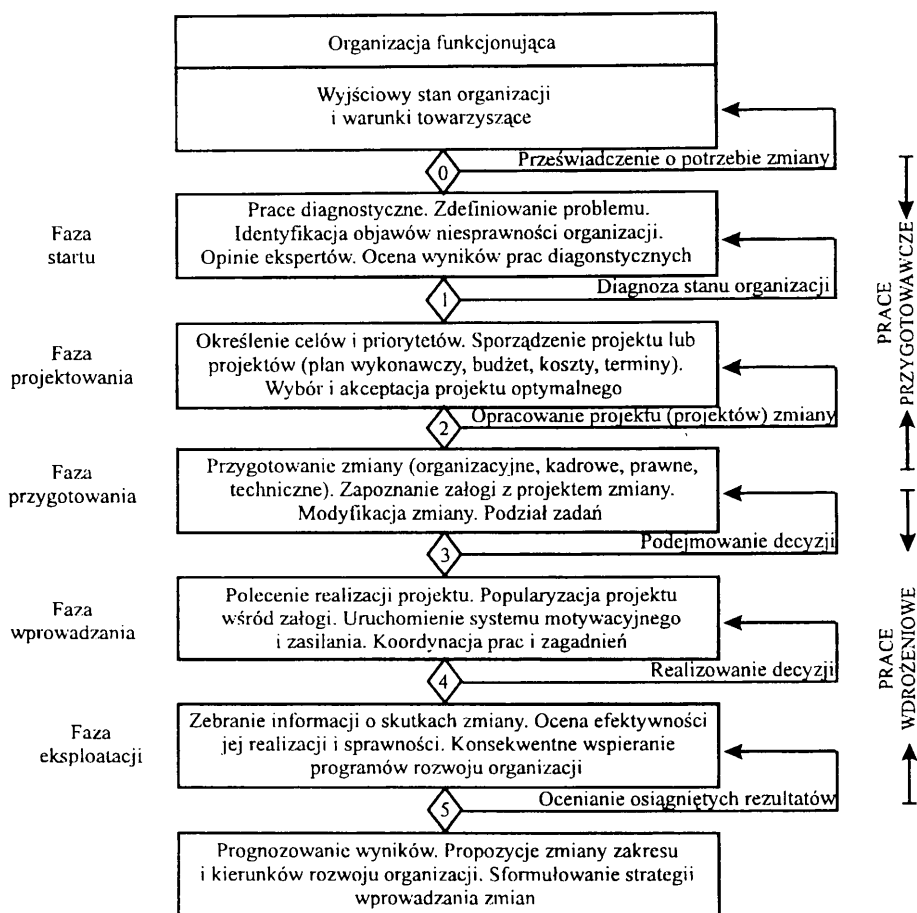 Organizacja funkcjonująca
Wyjściowy stan organizacji
i warunki towarzyszące
Przeświadczenie o potrzebie zmiany
0
Faza
startu
Prace diagnostyczne. Zdefiniowanie problemu.
Identyfikacja objawów niesprawności organizacji.
Opinie ekspertów. Ocena wyników prac diagonstycznych
Diagnoza stanu organizacji
1
Faza
projektowania
Określenie celów i priorytetów. Sporządzenie projektu lub
projektów (plan wykonawczy, budżet, koszty, terminy).
Wybór i akceptacja projektu optymalnego
Opracowanie projektu (projektów) zmiany
2
PRACE
PRZYGOTOWAWCZE
Faza
przygotowania
Przygotowanie zmiany (organizacyjne, kadrowe, prawne,
techniczne). Zapoznanie załogi z projektem zmiany.
Modyfikacja zmiany. Podział zadań
Podejmowanie decyzji
3
Faza
wprowadzania
Polecenie realizacji projektu. Popularyzacja projektu
wśród załogi. Uruchomienie systemu motywacyjnego
i zasilania. Koordynacja prac i zagadnień
Realizowanie decyzji
4
PRACE
WDROŻENIOWE
Faza
eksploatacji
Zebranie informacji o skutkach zmiany. Ocena efektywności
jej realizacji i sprawności. Konsekwentne wspieranie
programów rozwoju organizacji
Ocenianie osiągniętych rezultatów
5
Prognozowanie wyników. Propozycje zmiany zakresu
i kierunków rozwoju organizacji. Sformułowanie strategii
wprowadzania zmian